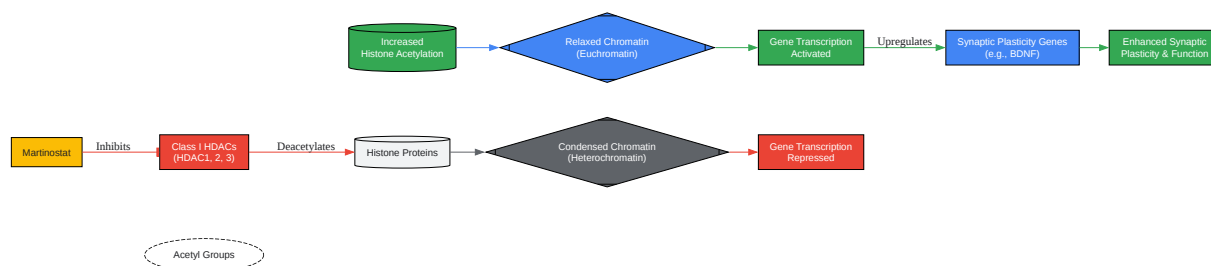 Increased
Histone Acetylation
Relaxed Chromatin
(Euchromatin)
Gene Transcription
Activated
Upregulates
Synaptic Plasticity Genes
(e.g., BDNF)
Enhanced Synaptic
Plasticity & Function
Martinostat
Inhibits
Class I HDACs
(HDAC1, 2, 3)
Deacetylates
Histone Proteins
Condensed Chromatin
(Heterochromatin)
Gene Transcription
Repressed
Acetyl Groups